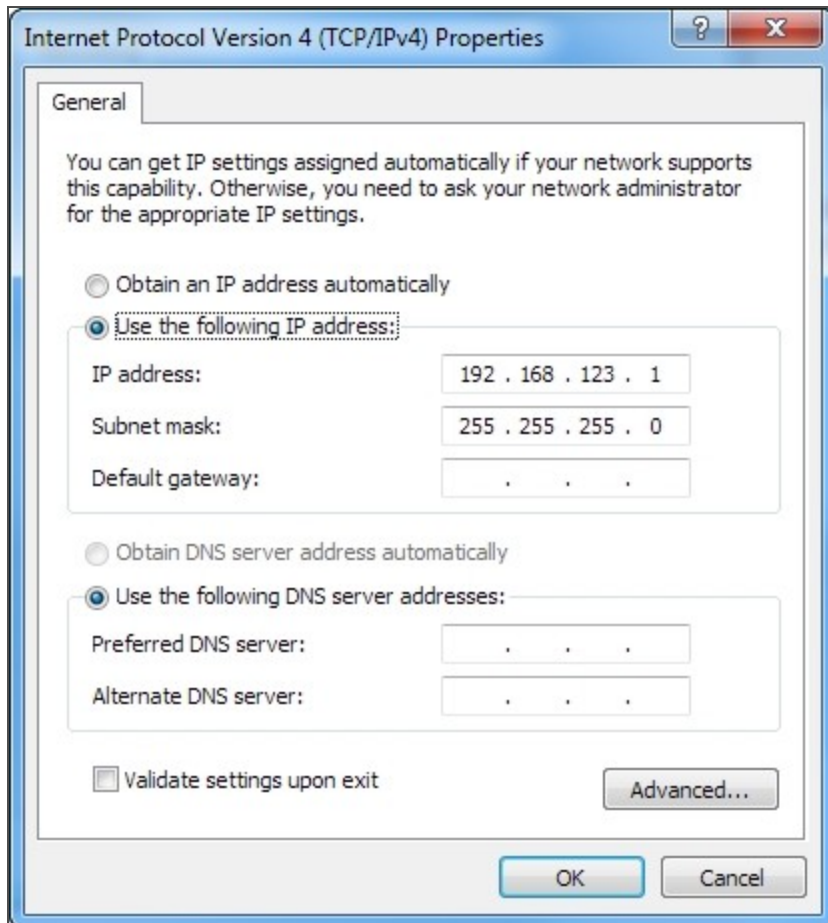 Internet Protocol Version 4 (TCP/IPv4) Properties
?
X
General
You can get IP settings assigned automatically if your network supports
this capability. Otherwise, you need to ask your network administrator
for the appropriate IP settings.
Obtain an IP address automatically
Use the following IP address:
IP address: 192 . 168 . 123 . 1
Subnet mask: 255 . 255 . 255 . 0
Default gateway: . . .
Obtain DNS server address automatically
Use the following DNS server addresses:
Preferred DNS server: . . .
Alternate DNS server: . . .
Validate settings upon exit
Advanced...
OK Cancel